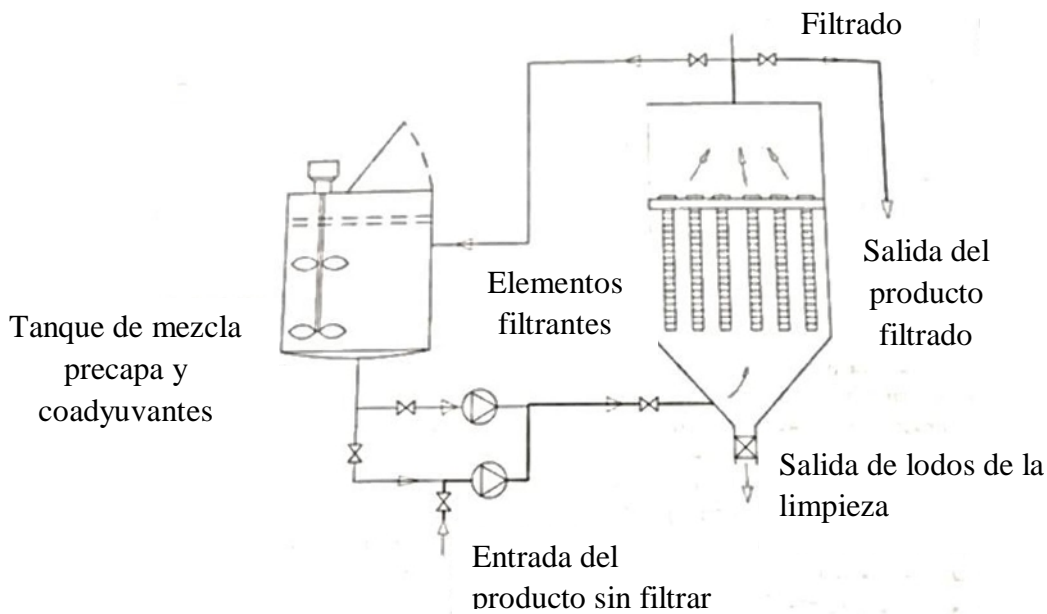 Filtrado
Elementos
filtrantes
Salida del
producto
filtrado
Tanque de mezcla
precapa y
coadyuvantes
Salida de lodos de la
limpieza
Entrada del
producto sin filtrar